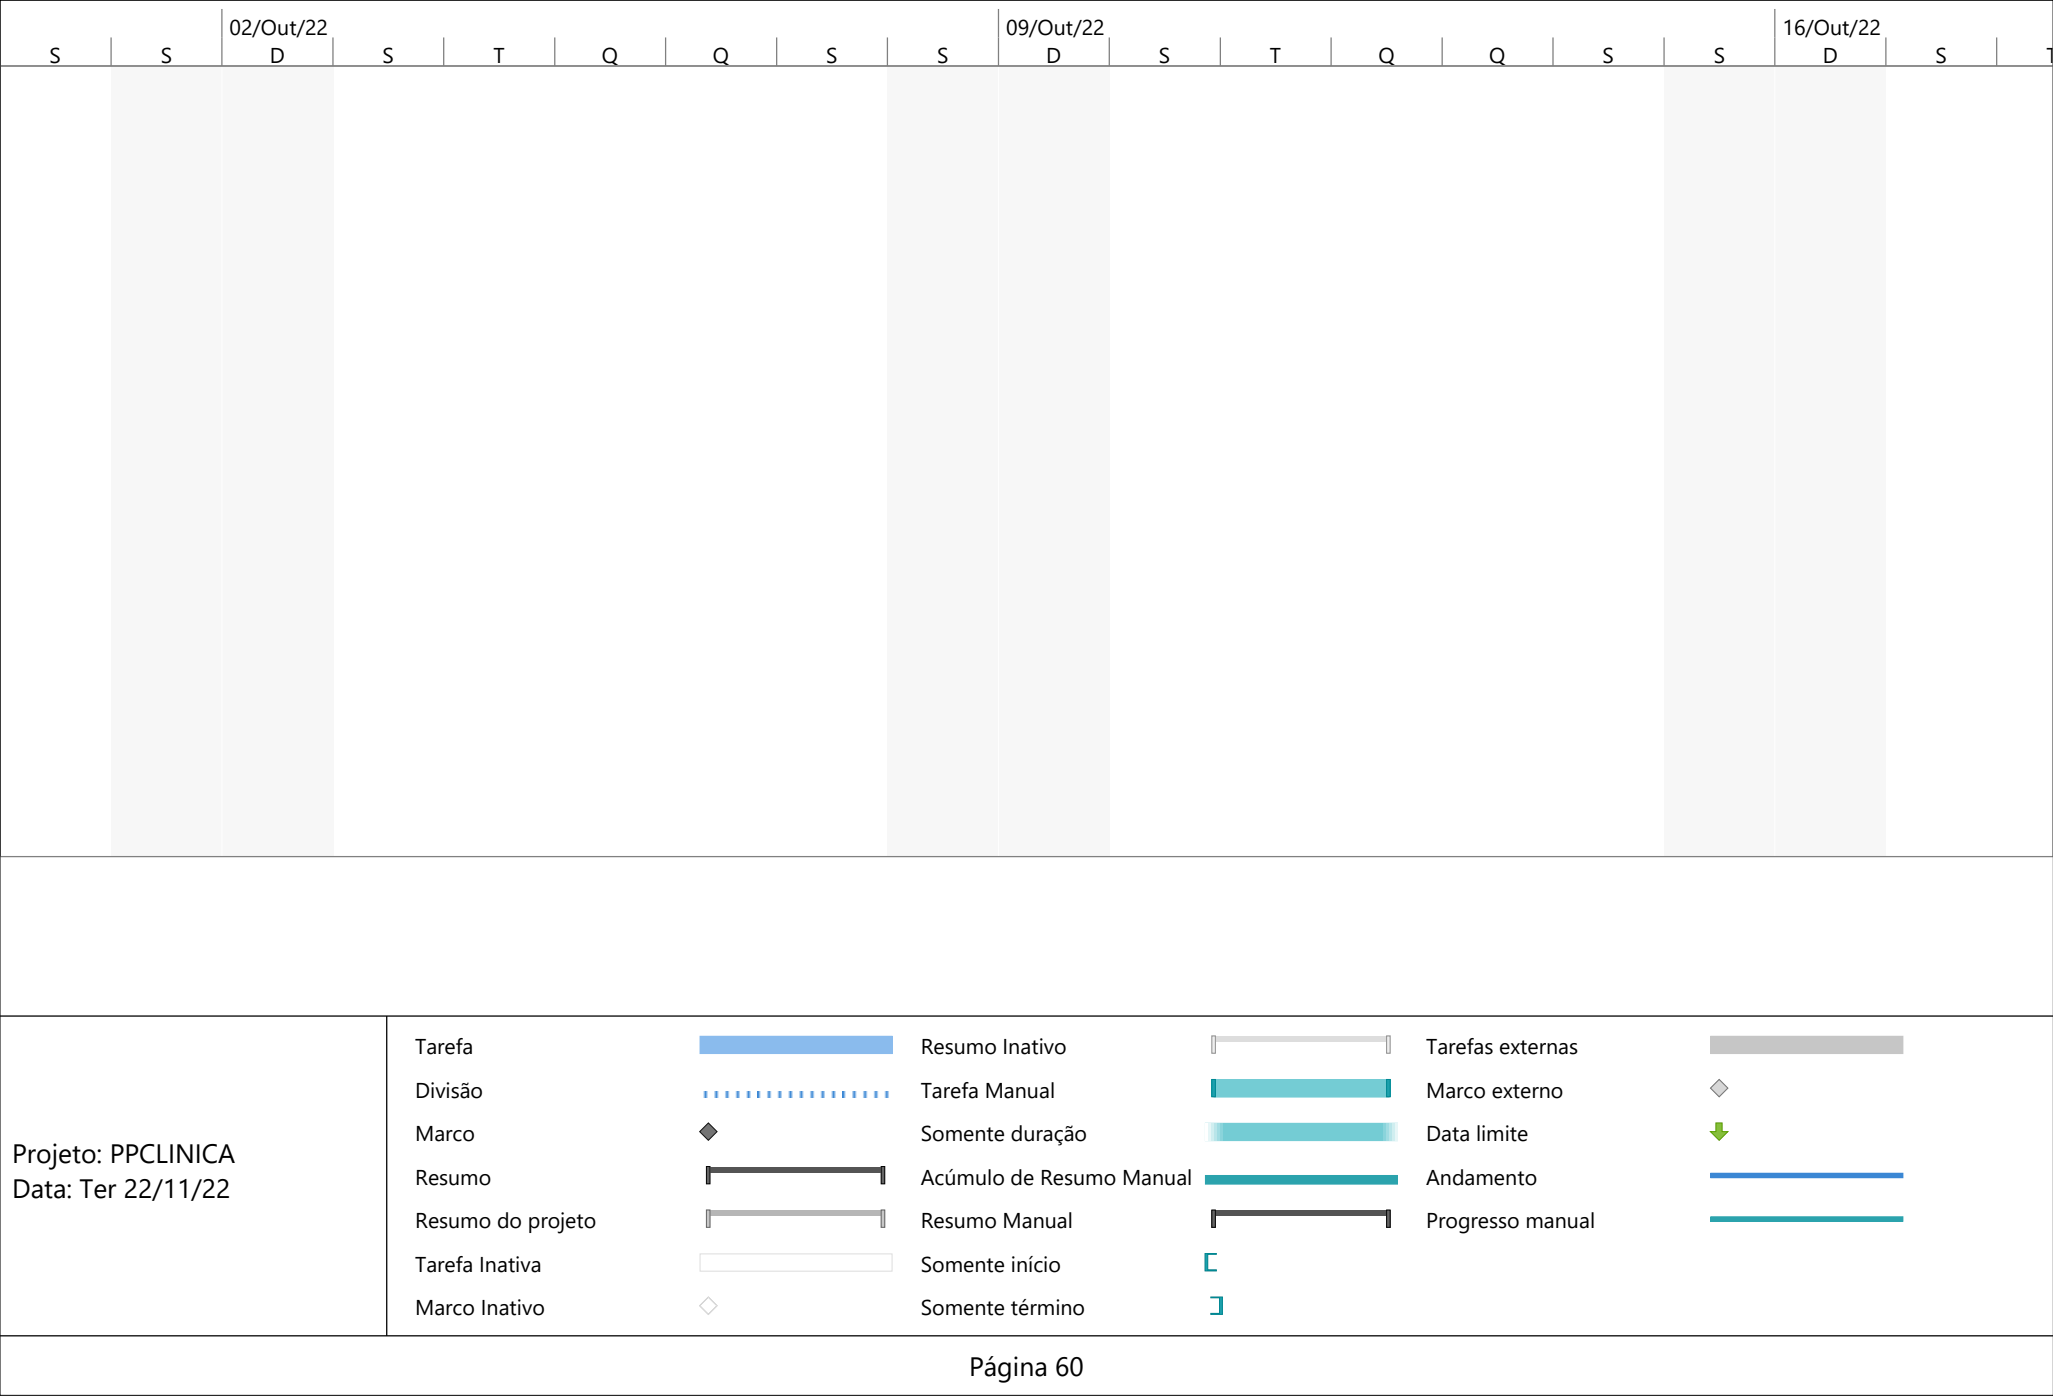 02/Out/22 09/Out/22 16/Out/22
S S D S T Q Q S S D S T Q Q S S D S T
Projeto: PPCLINICA
Data: Ter 22/11/22
Tarefa
Divisão
Marco
Resumo
Resumo do projeto
Tarefa Inativa
Marco Inativo
Resumo Inativo
Tarefa Manual
Somente duração
Acúmulo de Resumo Manual
Resumo Manual
Somente início
Somente término
Tarefas externas
Marco externo
Data limite
Andamento
Progresso manual
Página 60